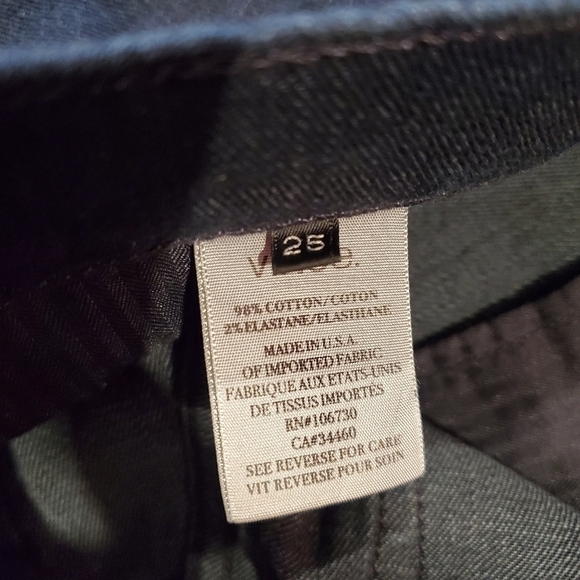 25
98% COTTON/COTON
2% ELASTANE/ELASTHANE
MADE IN U.S.A.
OF IMPORTED FABRIC
FABRIQUE AUX ETATS-UNIS
DE TISSUS IMPORTÉS
RN#106730
CA#34460
SEE REVERSE FOR CARE
VIT REVERSE POUR SOIN